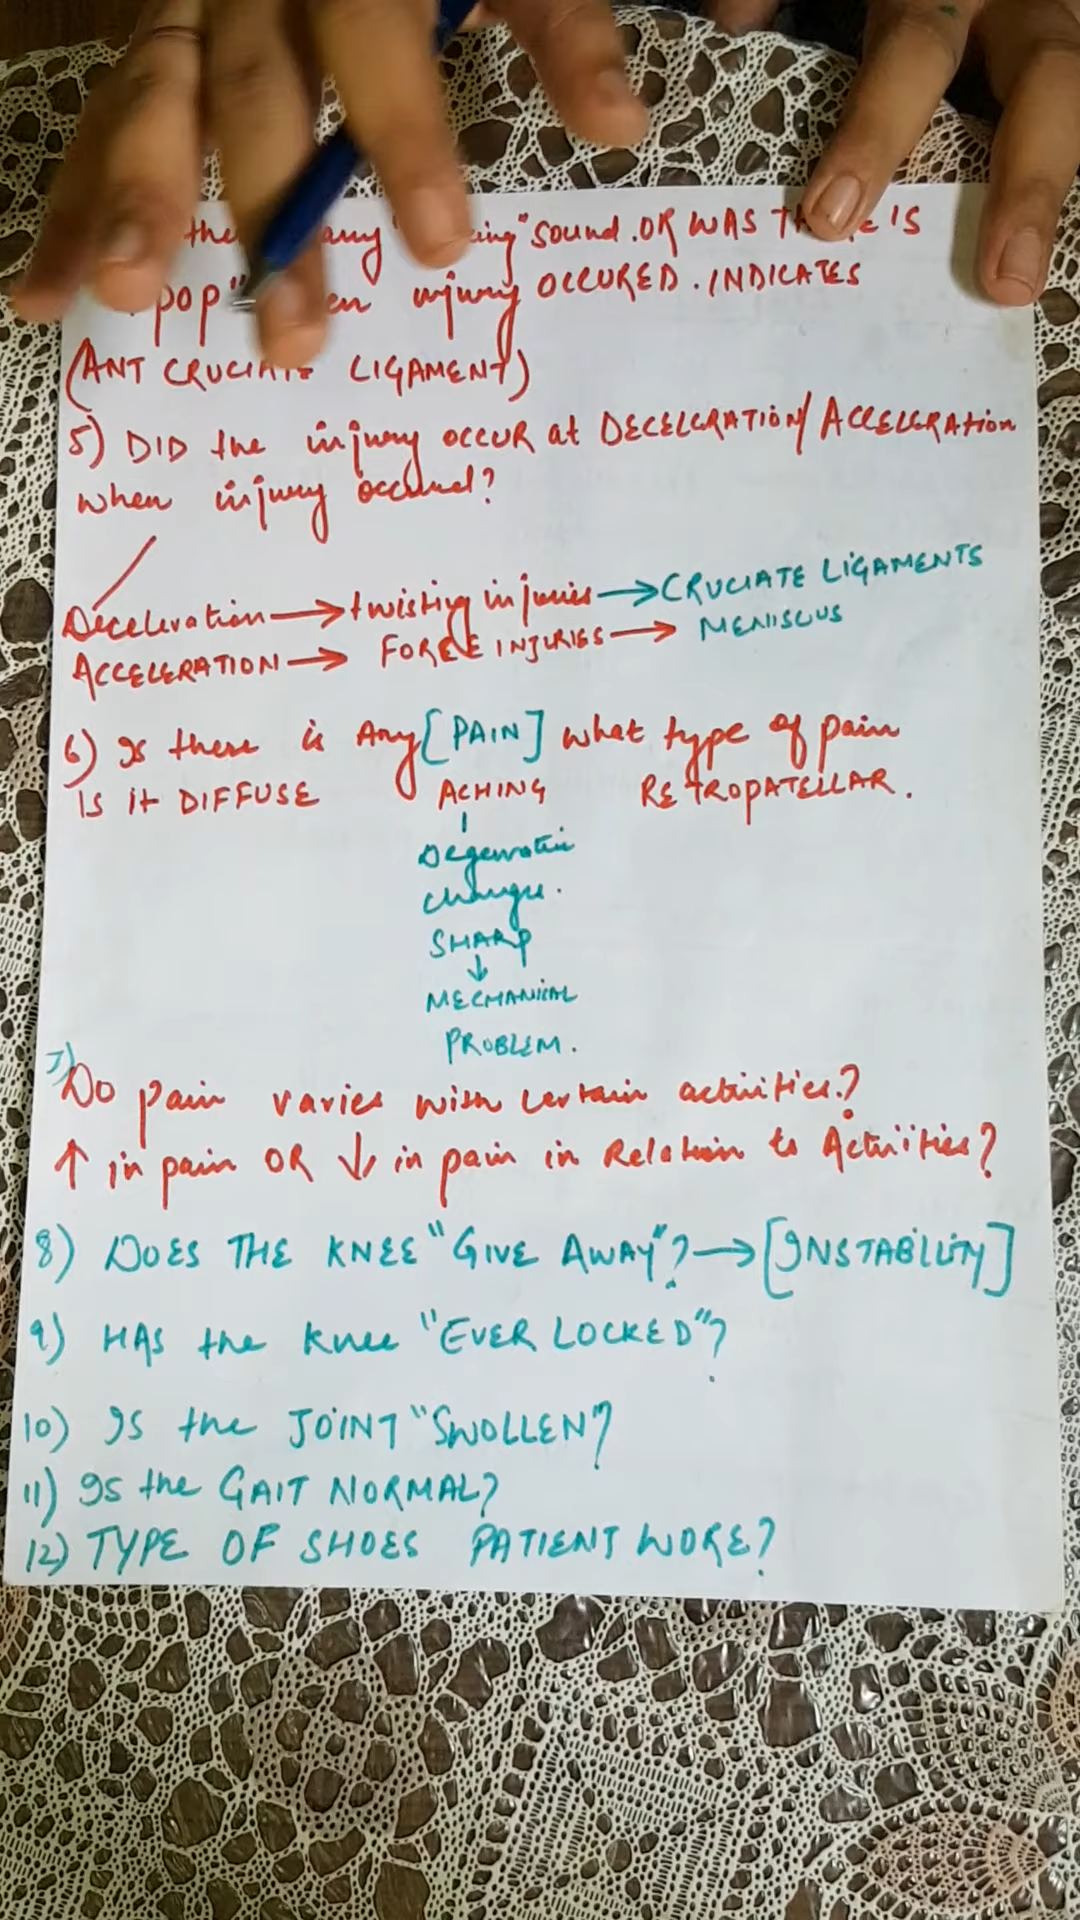 the any "  ing" sound. OR WAS IS
pop" injury OCCURED. INDICATES
(ANT CRUCIATE LIGAMENT)
5) DID the injury OCCUR at DECELERATION/ACCELERATION
when injury occured?
Deceleration → twisting injuries → CRUCIATE LIGAMENTS
ACCELERATION → FORCE INJURIES → MENISCUS
6) Is there is Any [PAIN] what type of pain
IS it DIFFUSE ACHING RETROPATELLAR.
Degenerative
changes.
SHARP
↓
MECHANICAL
PROBLEM.
7) Do pain varies with certain activities?
↑ in pain OR ↓ in pain in Relation to Activities?
8) DOES THE KNEE "GIVE AWAY"? → [INSTABILITY]
9) HAS the Knee "EVER LOCKED"?
10) IS the JOINT "SWOLLEN?
11) IS the GAIT NORMAL?
12) TYPE OF SHOES PATIENT WORE?